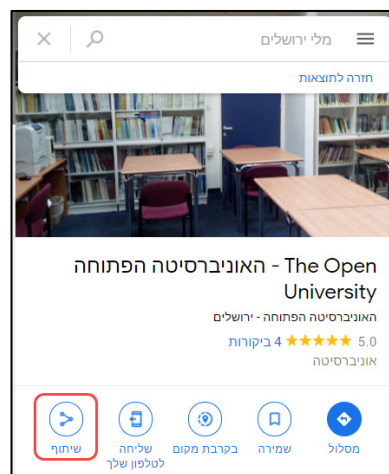 מלי ירושלים
חזרה לתוצאות
The Open - האוניברסיטה הפתוחה
University
האוניברסיטה הפתוחה - ירושלים
5.0 ★★★★★ 4 ביקורות
אוניברסיטה
מסלול
שמירה
בקרבת מקום
שליחה
לטלפון שלך
שיתוף